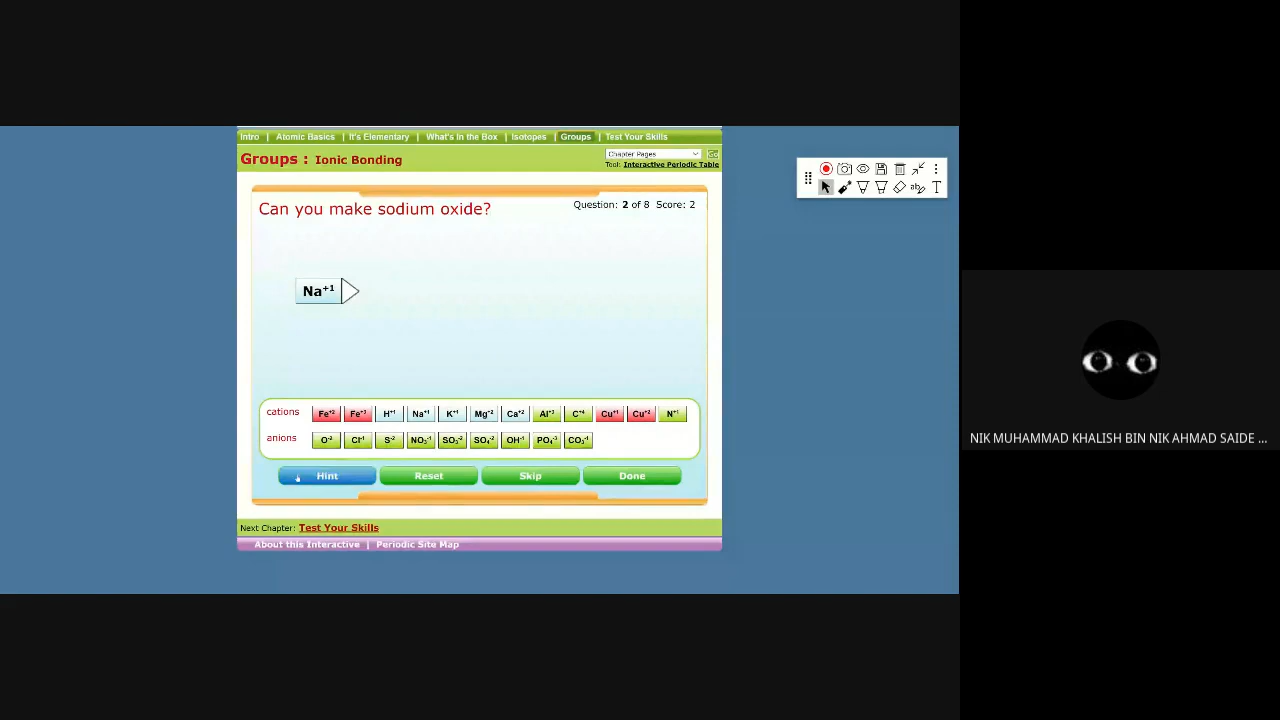 Intro | Atomic Basics | It's Elementary | What's in the Box | Isotopes | Groups | Test Your Skills
Groups : Ionic Bonding
Chapter Pages
Tool: Interactive Periodic Table
Can you make sodium oxide?
Question: 2 of 8 Score: 2
Na+1
cations Fe+2 Fe+3 H+1 Na+1 K+1 Mg+2 Ca+2 Al+3 C+4 Cu+1 Cu+2 N+1
anions O-2 Cl-1 S-2 NO3-1 SO3-2 SO4-2 OH-1 PO4-3 CO3-1
Hint Reset Skip Done
Next Chapter: Test Your Skills
About this Interactive | Periodic Site Map
NIK MUHAMMAD KHALISH BIN NIK AHMAD SAIDE ...